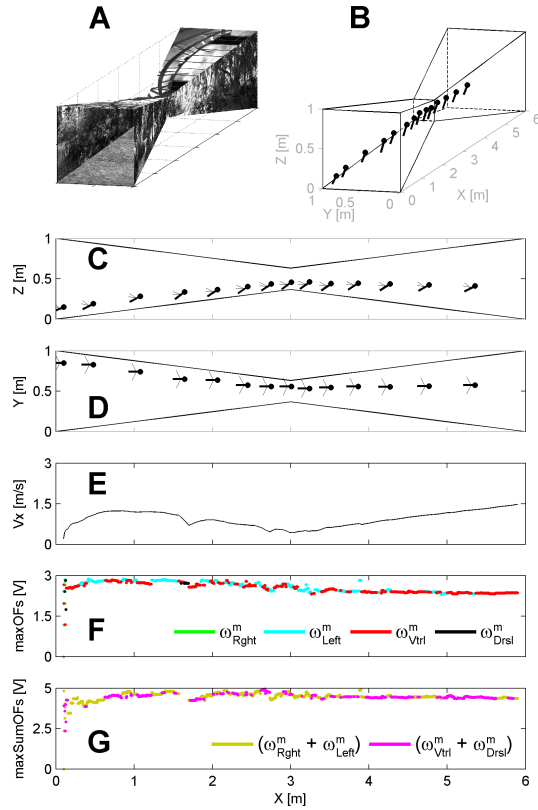 A
B
1
0.5
0
Z [m]
1
0.5
0
Y [m]
0
1
2
3
4
5
6
X [m]
C
1
0.5
0
Z [m]
D
1
0.5
0
Y [m]
E
3
1.5
0
Vx [m/s]
F
3
1.5
0
maxOFs [V]
ω^m_Rght ω^m_Left ω^m_Vtrl ω^m_Drsl
G
5
2.5
0
maxSumOFs [V]
(ω^m_Rght + ω^m_Left) (ω^m_Vtrl + ω^m_Drsl)
0 1 2 3 4 5 6
X [m]